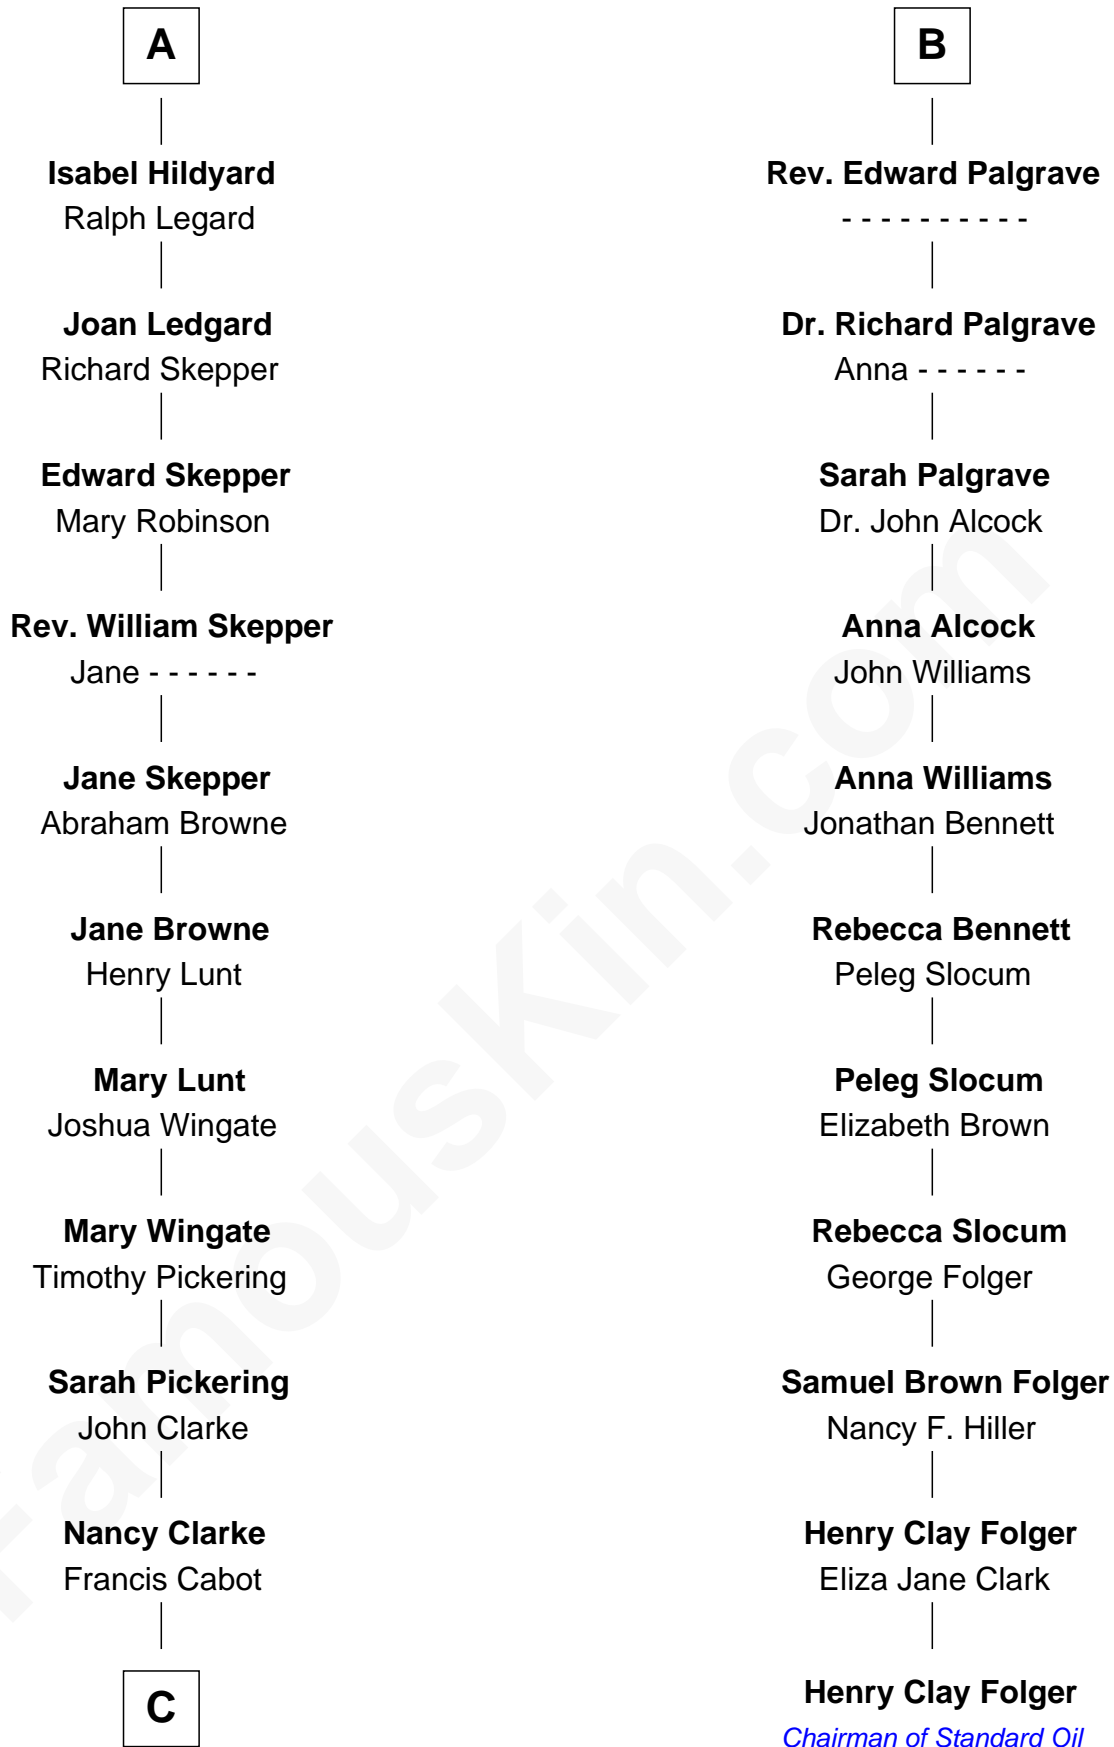 A
Isabel Hildyard
Ralph Legard
Joan Ledgard
Richard Skepper
Edward Skepper
Mary Robinson
Rev. William Skepper
Jane - - - - - -
Jane Skepper
Abraham Browne
Jane Browne
Henry Lunt
Mary Lunt
Joshua Wingate
Mary Wingate
Timothy Pickering
Sarah Pickering
John Clarke
Nancy Clarke
Francis Cabot
C
B
Rev. Edward Palgrave
- - - - - - - - - -
Dr. Richard Palgrave
Anna - - - - - -
Sarah Palgrave
Dr. John Alcock
Anna Alcock
John Williams
Anna Williams
Jonathan Bennett
Rebecca Bennett
Peleg Slocum
Peleg Slocum
Elizabeth Brown
Rebecca Slocum
George Folger
Samuel Brown Folger
Nancy F. Hiller
Henry Clay Folger
Eliza Jane Clark
Henry Clay Folger
Chairman of Standard Oil
FamousKin.com